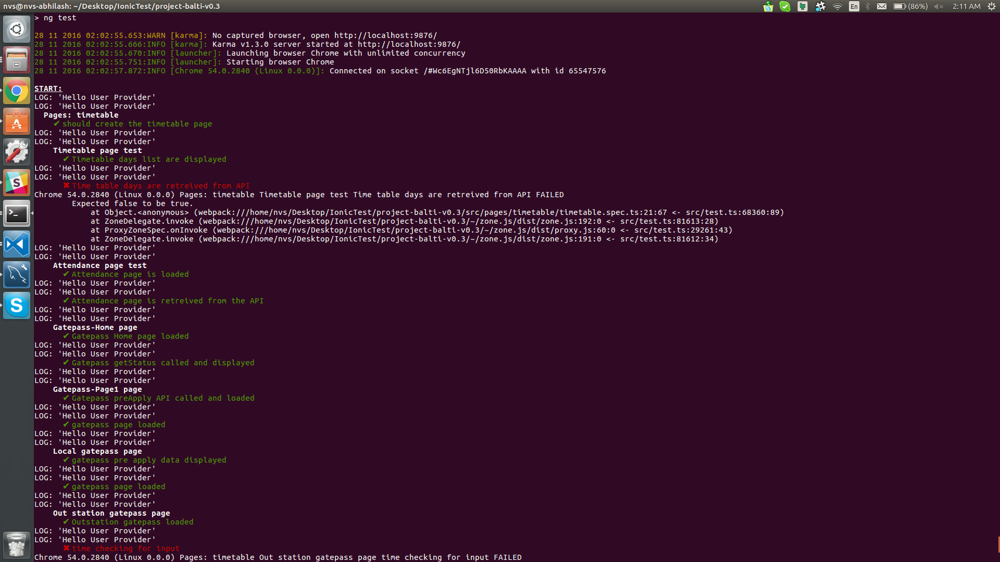 nvs@nvs-abhilash: ~/Desktop/IonicTest/project-balti-v0.3
En
(86%)
2:11 AM
> ng test
28 11 2016 02:02:55.653:WARN [karma]: No captured browser, open http://localhost:9876/
28 11 2016 02:02:55.666:INFO [karma]: Karma v1.3.0 server started at http://localhost:9876/
28 11 2016 02:02:55.670:INFO [launcher]: Launching browser Chrome with unlimited concurrency
28 11 2016 02:02:55.751:INFO [launcher]: Starting browser Chrome
28 11 2016 02:02:57.872:INFO [Chrome 54.0.2840 (Linux 0.0.0)]: Connected on socket /#Wc6EgNTjl6D50RbKAAAA with id 65547576
START:
LOG: 'Hello User Provider'
LOG: 'Hello User Provider'
Pages: timetable
✔ should create the timetable page
LOG: 'Hello User Provider'
LOG: 'Hello User Provider'
Timetable page test
✔ Timetable days list are displayed
LOG: 'Hello User Provider'
LOG: 'Hello User Provider'
✖ Time table days are retreived from API
Chrome 54.0.2840 (Linux 0.0.0) Pages: timetable Timetable page test Time table days are retreived from API FAILED
Expected false to be true.
at Object.<anonymous> (webpack:///home/nvs/Desktop/IonicTest/project-balti-v0.3/src/pages/timetable/timetable.spec.ts:21:67 <- src/test.ts:68360:89)
at ZoneDelegate.invoke (webpack:///home/nvs/Desktop/IonicTest/project-balti-v0.3/~/zone.js/dist/zone.js:192:0 <- src/test.ts:81613:28)
at ProxyZoneSpec.onInvoke (webpack:///home/nvs/Desktop/IonicTest/project-balti-v0.3/~/zone.js/dist/proxy.js:60:0 <- src/test.ts:29261:43)
at ZoneDelegate.invoke (webpack:///home/nvs/Desktop/IonicTest/project-balti-v0.3/~/zone.js/dist/zone.js:191:0 <- src/test.ts:81612:34)
LOG: 'Hello User Provider'
LOG: 'Hello User Provider'
Attendance page test
✔ Attendance page is loaded
LOG: 'Hello User Provider'
LOG: 'Hello User Provider'
✔ Attendance page is retreived from the API
LOG: 'Hello User Provider'
LOG: 'Hello User Provider'
Gatepass-Home page
✔ Gatepass Home page loaded
LOG: 'Hello User Provider'
LOG: 'Hello User Provider'
✔ Gatepass getStatus called and displayed
LOG: 'Hello User Provider'
LOG: 'Hello User Provider'
Gatepass-Page1 page
✔ Gatepass preApply API called and loaded
LOG: 'Hello User Provider'
LOG: 'Hello User Provider'
✔ gatepass page loaded
LOG: 'Hello User Provider'
LOG: 'Hello User Provider'
Local gatepass page
✔ gatepass pre apply data displayed
LOG: 'Hello User Provider'
LOG: 'Hello User Provider'
✔ gatepass page loaded
LOG: 'Hello User Provider'
LOG: 'Hello User Provider'
Out station gatepass page
✔ Outstation gatepass loaded
LOG: 'Hello User Provider'
LOG: 'Hello User Provider'
✖ time checking for input
Chrome 54.0.2840 (Linux 0.0.0) Pages: timetable Out station gatepass page time checking for input FAILED